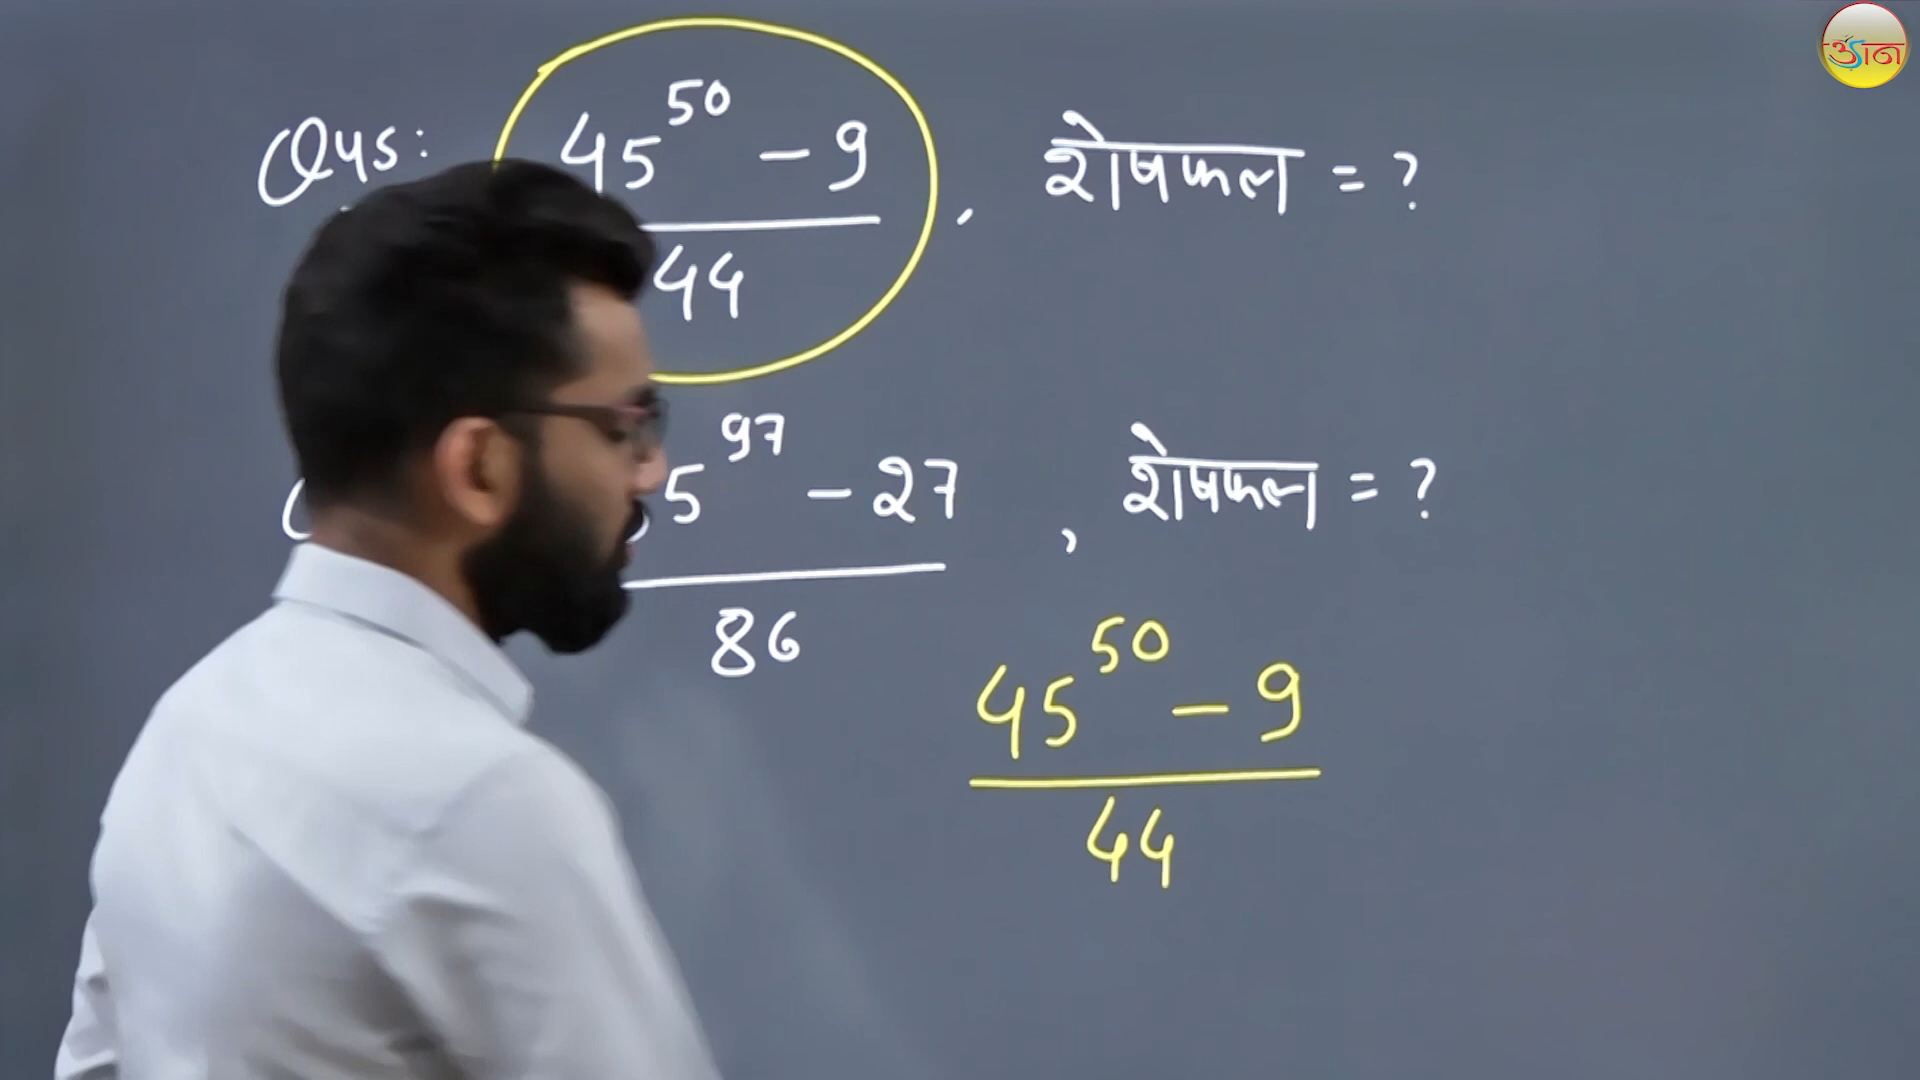 Qus: 45^50 - 9 / 44 , शेषफल = ?
5^97 - 27 / 86 , शेषफल = ?
45^50 - 9
44